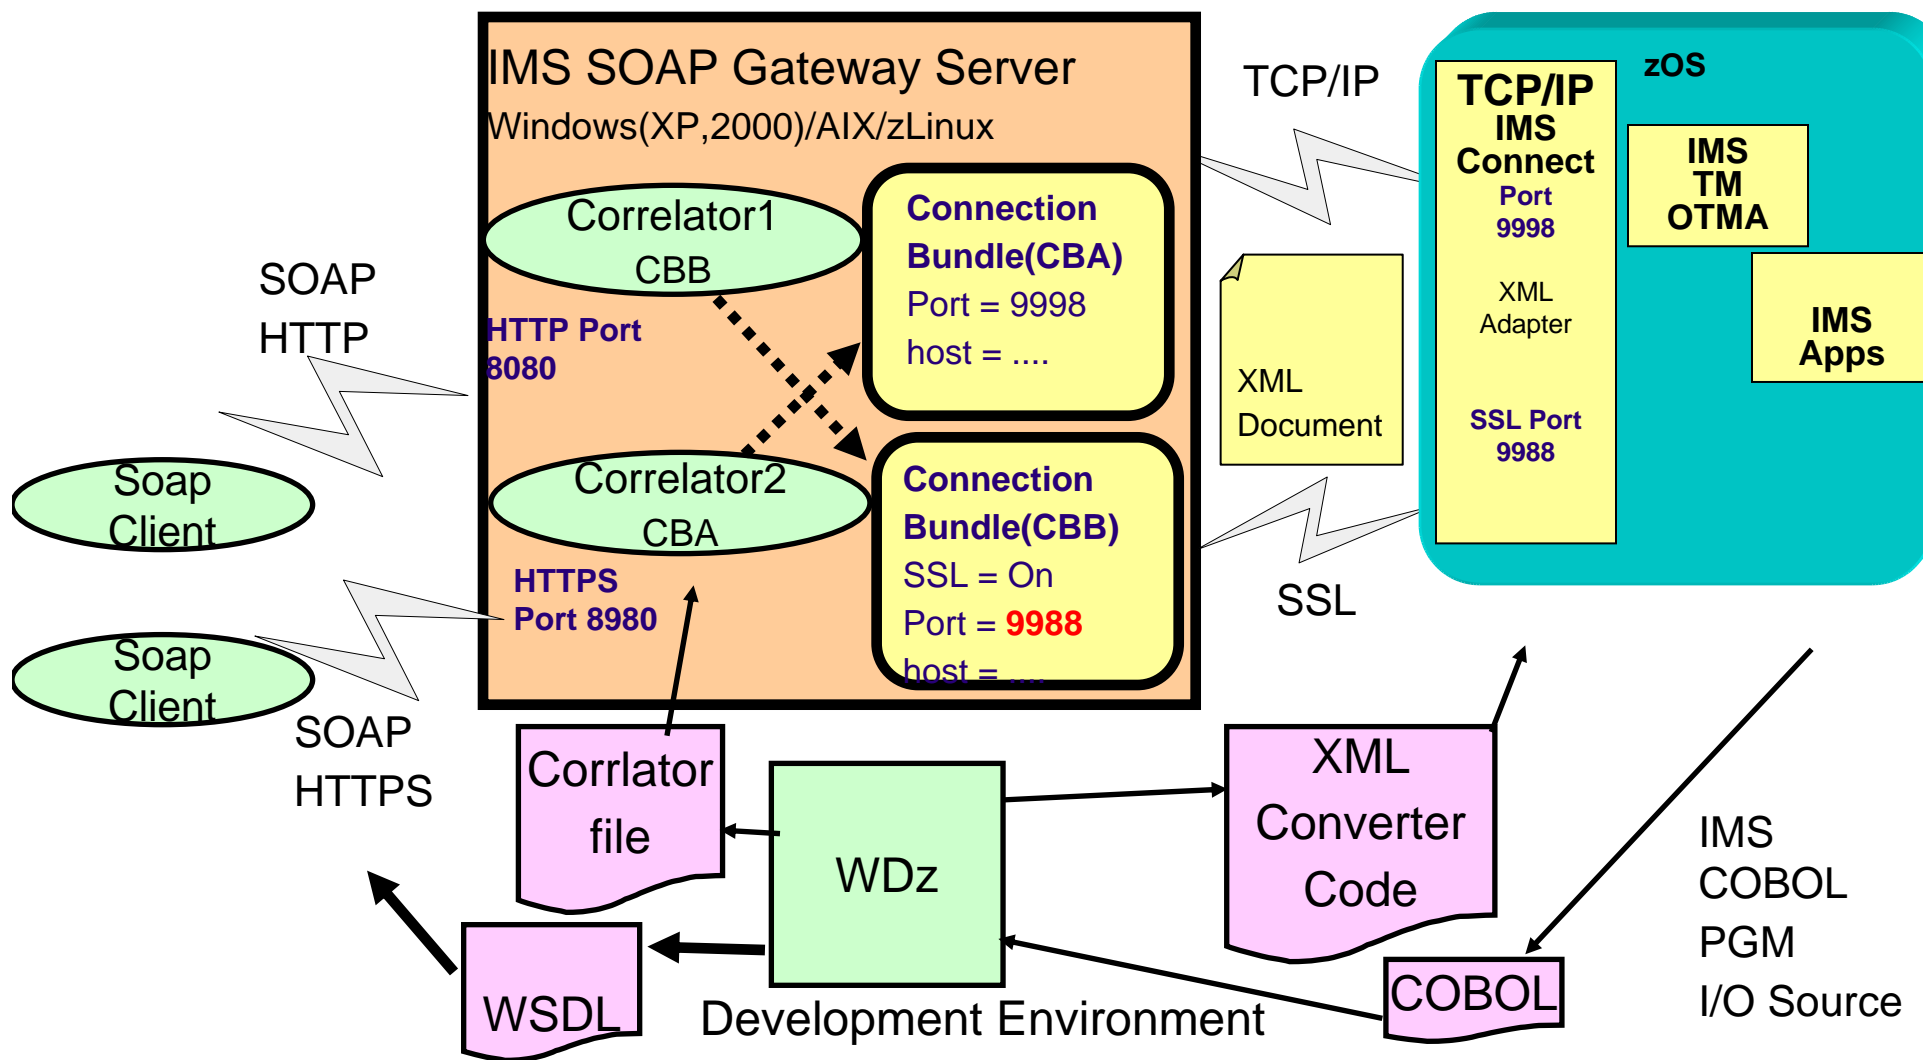 IMS SOAP Gateway Server
Windows(XP,2000)/AIX/zLinux
Correlator1
CBB
HTTP Port
8080
Correlator2
CBA
HTTPS
Port 8980
Connection
Bundle(CBA)
Port = 9998
host = ....
Connection
Bundle(CBB)
SSL = On
Port = 9988
host = ....
SOAP
HTTP
Soap
Client
Soap
Client
SOAP
HTTPS
TCP/IP
XML
Document
SSL
zOS
TCP/IP
IMS
Connect
Port
9998
XML
Adapter
SSL Port
9988
IMS
TM
OTMA
IMS
Apps
Corrlator
file
WDz
XML
Converter
Code
WSDL
Development Environment
COBOL
IMS
COBOL
PGM
I/O Source